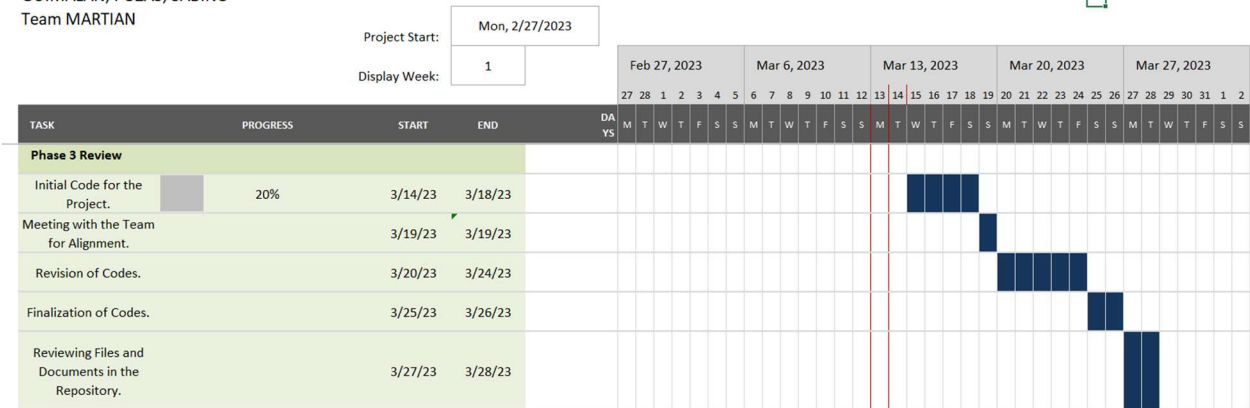 Team MARTIAN
Project Start: Mon, 2/27/2023
Display Week: 1
Feb 27, 2023 Mar 6, 2023 Mar 13, 2023 Mar 20, 2023 Mar 27, 2023
27 28 1 2 3 4 5 6 7 8 9 10 11 12 13 14 15 16 17 18 19 20 21 22 23 24 25 26 27 28 29 30 31 1 2
TASK PROGRESS START END DA
YS M T W T F S S M T W T F S S M T W T F S S M T W T F S S M T W T F S S
Phase 3 Review
Initial Code for the
Project. 20% 3/14/23 3/18/23
Meeting with the Team
for Alignment. 3/19/23 3/19/23
Revision of Codes. 3/20/23 3/24/23
Finalization of Codes. 3/25/23 3/26/23
Reviewing Files and
Documents in the 3/27/23 3/28/23
Repository.